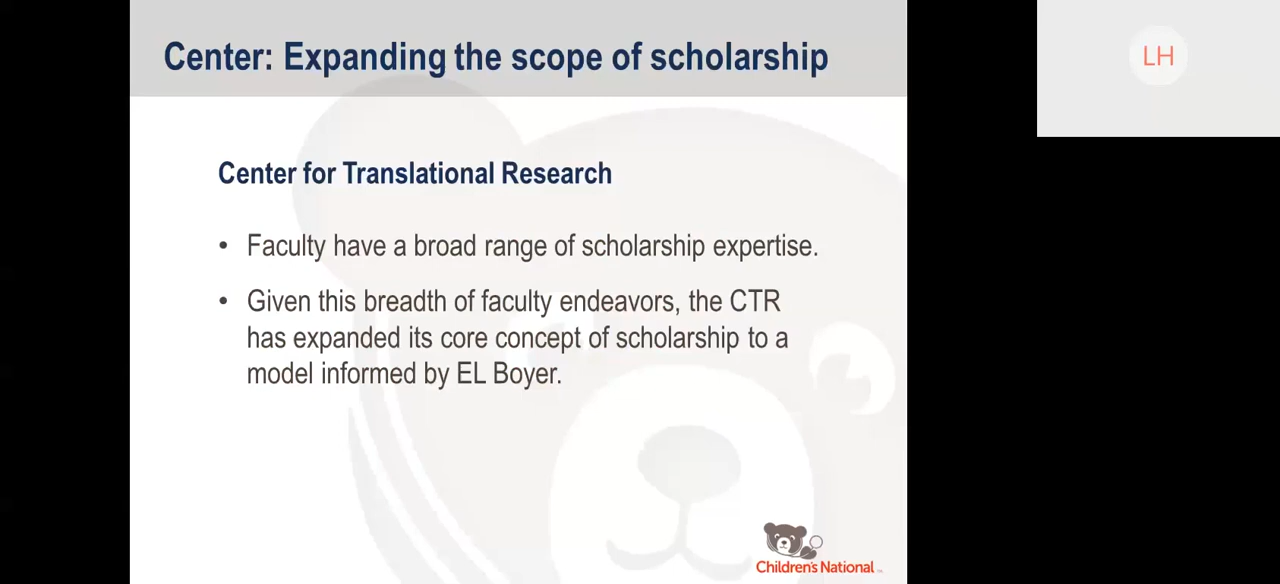 Center: Expanding the scope of scholarship
LH
Center for Translational Research
• Faculty have a broad range of scholarship expertise.
• Given this breadth of faculty endeavors, the CTR
has expanded its core concept of scholarship to a
model informed by EL Boyer.
Children's National